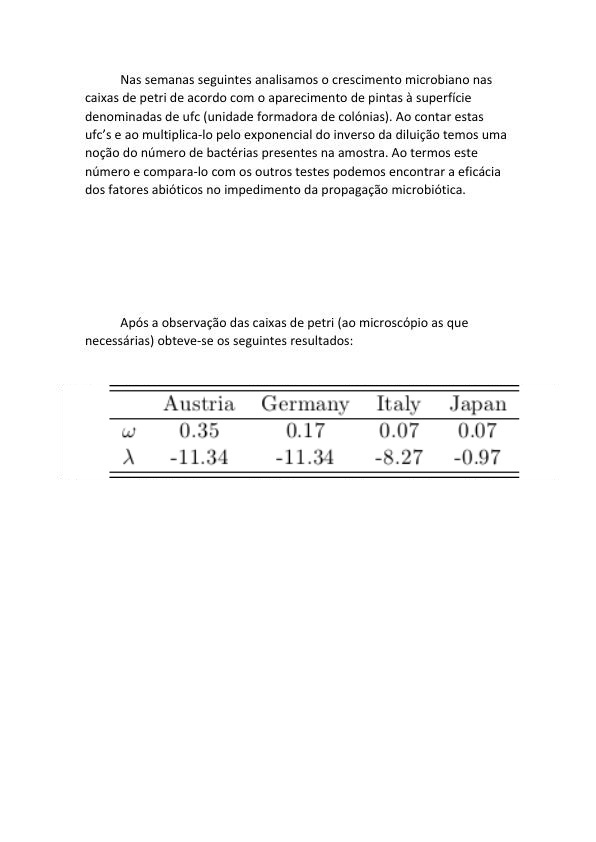 Nas semanas seguintes analisamos o crescimento microbiano nas
caixas de petri de acordo com o aparecimento de pintas à superfície
denominadas de ufc (unidade formadora de colónias). Ao contar estas
ufc’s e ao multiplica-lo pelo exponencial do inverso da diluição temos uma
noção do número de bactérias presentes na amostra. Ao termos este
número e compara-lo com os outros testes podemos encontrar a eficácia
dos fatores abióticos no impedimento da propagação microbiótica.
Após a observação das caixas de petri (ao microscópio as que
necessárias) obteve-se os seguintes resultados:
Austria Germany Italy Japan
ω 0.35 0.17 0.07 0.07
λ -11.34 -11.34 -8.27 -0.97